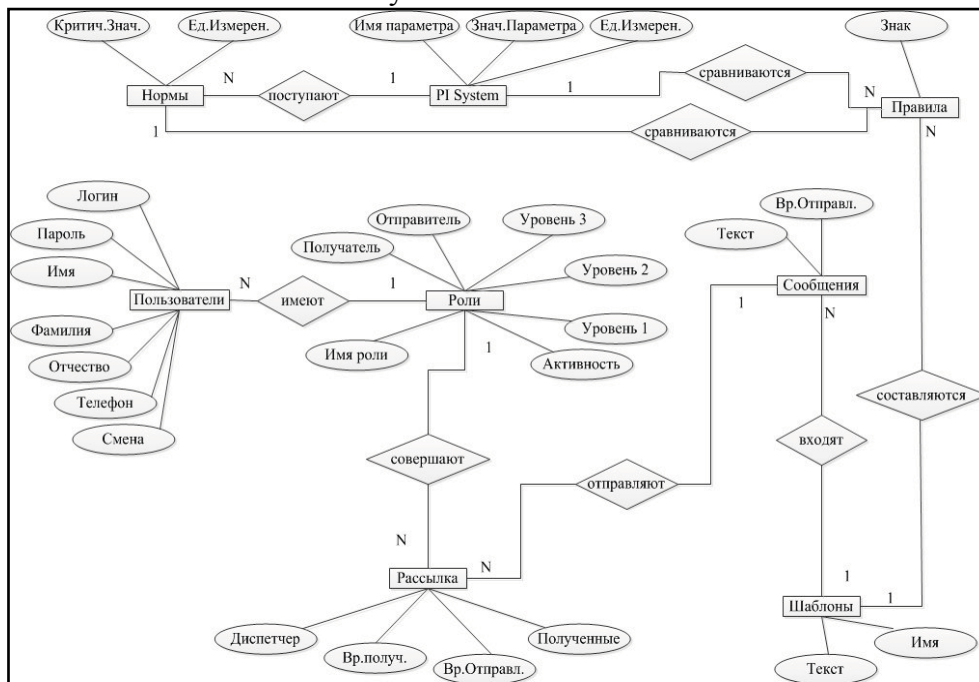 у
Критич.Знач.
Ед.Измерен.
Имя параметра
Знач.Параметра
Ед.Измерен.
Знак
сравниваются
N
1
1
N
Нормы
поступают
PI System
Правила
1
сравниваются
N
Логин
Пароль
Имя
Фамилия
Отчество
Телефон
Смена
Пользователи
N
имеют
1
Роли
Получатель
Отправитель
Уровень 3
Уровень 2
Уровень 1
Активность
Имя роли
1
Вр.Отправл.
Текст
Сообщения
1
N
совершают
отправляют
входят
составляются
N
N
1
1
Рассылка
Шаблоны
Диспетчер
Вр.получ.
Вр.Отправл.
Полученные
Имя
Текст